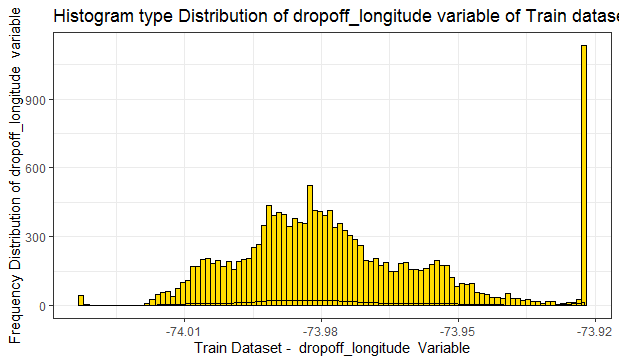 Histogram type Distribution of dropoff_longitude variable of Train datase
Frequency Distribution of dropoff_longitude variable
900
600
300
0
-74.01 -73.98 -73.95 -73.92
Train Dataset - dropoff_longitude Variable